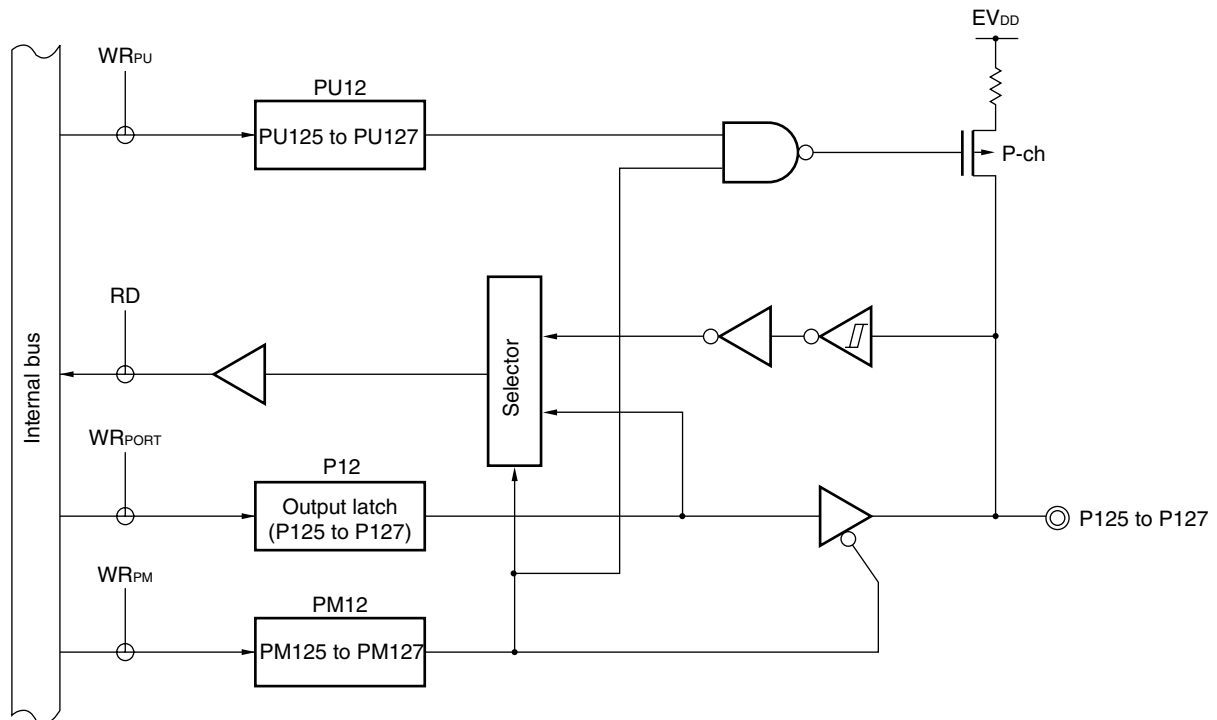 EVDD
WRPU
PU12
PU125 to PU127
P-ch
RD
Selector
Internal bus
WRPORT
P12
Output latch
(P125 to P127)
P125 to P127
WRPM
PM12
PM125 to PM127